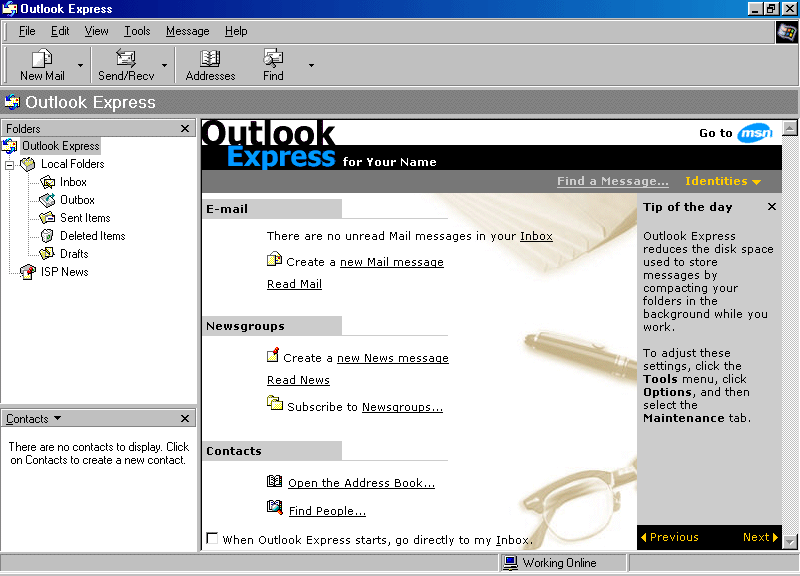 Outlook Express
File Edit View Tools Message Help
New Mail Send/Recv Addresses Find
Outlook Express
Folders
Outlook Express
Local Folders
Inbox
Outbox
Sent Items
Deleted Items
Drafts
ISP News
Contacts
There are no contacts to display. Click
on Contacts to create a new contact.
Go to msn
Outlook
Express for Your Name
Find a Message... Identities
E-mail
There are no unread Mail messages in your Inbox
Create a new Mail message
Read Mail
Newsgroups
Create a new News message
Read News
Subscribe to Newsgroups...
Contacts
Open the Address Book...
Find People...
When Outlook Express starts, go directly to my Inbox.
Tip of the day
Outlook Express
reduces the disk space
used to store
messages by
compacting your
folders in the
background while you
work.
To adjust these
settings, click the
Tools menu, click
Options, and then
select the
Maintenance tab.
Previous Next
Working Online